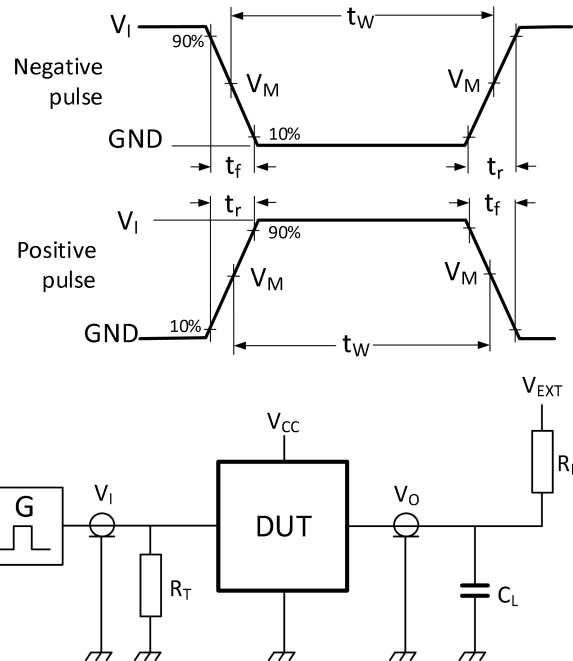 V_I
90%
t_W
Negative
pulse
V_M
V_M
GND
10%
t_f
t_r
V_I
t_r
t_f
90%
Positive
pulse
V_M
V_M
10%
GND
t_W
V_EXT
V_CC
G
V_I
DUT
V_O
R_T
C_L